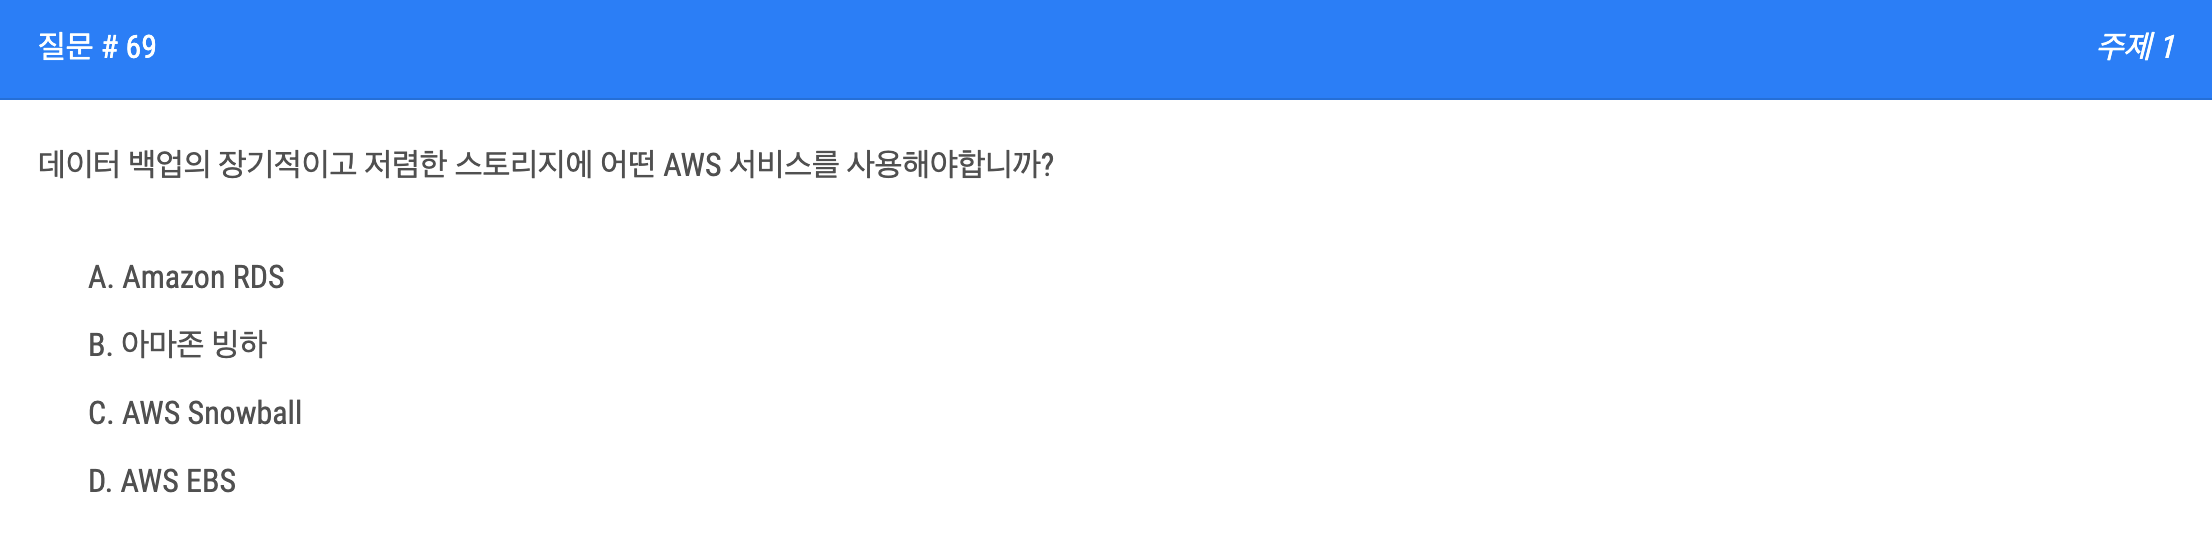 질문 # 69
주제 1
데이터 백업의 장기적이고 저렴한 스토리지에 어떤 AWS 서비스를 사용해야합니까?
A. Amazon RDS
B. 아마존 빙하
C. AWS Snowball
D. AWS EBS